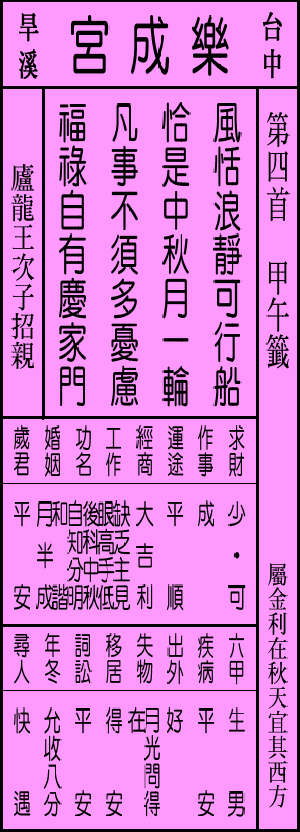 台中
樂成宮
旱溪
第四首 甲午籤
屬金利在秋天宜其西方
風恬浪靜可行船
恰是中秋月一輪
凡事不須多憂慮
福祿自有慶家門
廬龍王次子招親
求財
作事
運途
經商
工作
功名
婚姻
歲君
少・可
成
平順
大吉利
缺乏主見
眼高手低
後科中秋
自知分明
和諧
月半成
平安
六甲
疾病
出外
失物
移居
詞訟
年冬
尋人
生男
平安
好
月光問得
在
得安
平安
允收八分
快遇